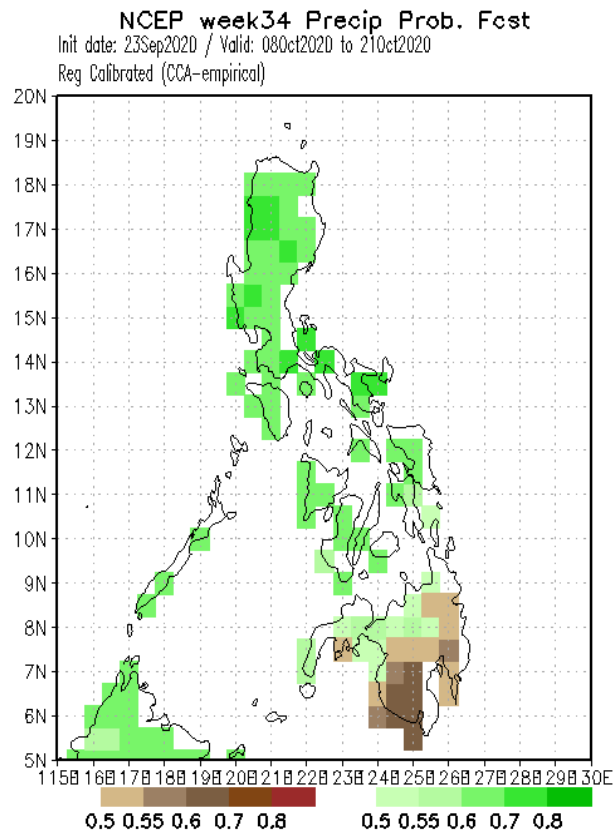 NCEP week34 Precip Prob. Fcst
Init date: 23Sep2020 / Valid: 08Oct2020 to 21Oct2020
Reg Calibrated (CCA-empirical)
20N
19N
18N
17N
16N
15N
14N
13N
12N
11N
10N
9N
8N
7N
6N
5N
115E 116E 117E 118E 119E 120E 121E 122E 123E 124E 125E 126E 127E 128E 129E 130E
0.5 0.55 0.6 0.7 0.8 0.5 0.55 0.6 0.7 0.8